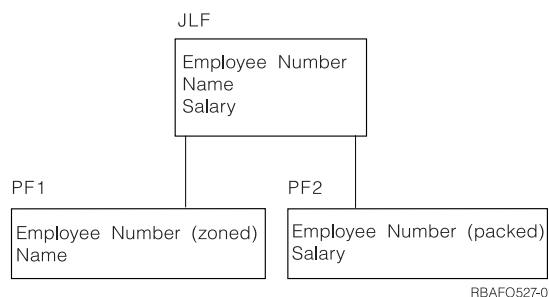 JLF
Employee Number
Name
Salary
PF1
Employee Number (zoned)
Name
PF2
Employee Number (packed)
Salary
RBAFO527-0